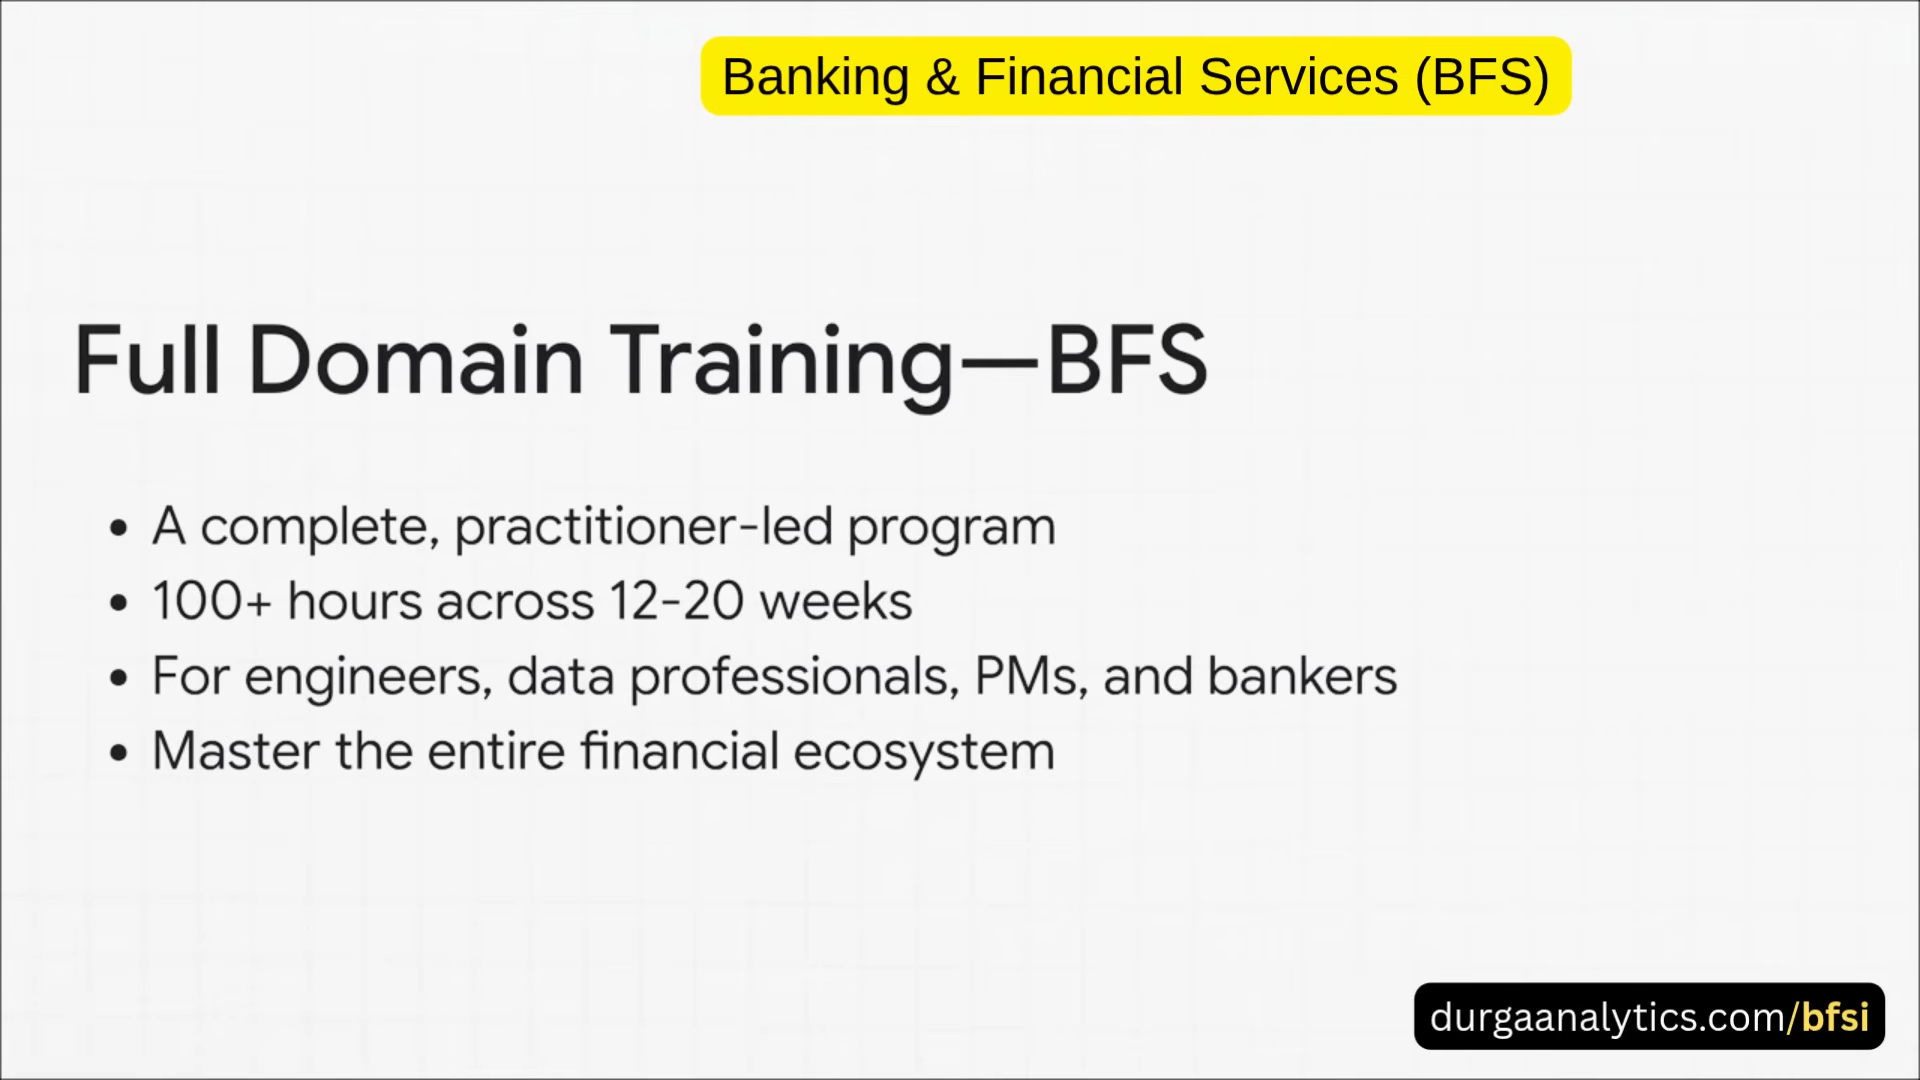 Banking & Financial Services (BFS)
Full Domain Training—BFS
• A complete, practitioner-led program
• 100+ hours across 12-20 weeks
• For engineers, data professionals, PMs, and bankers
• Master the entire financial ecosystem
durgaanalytics.com/bfsi